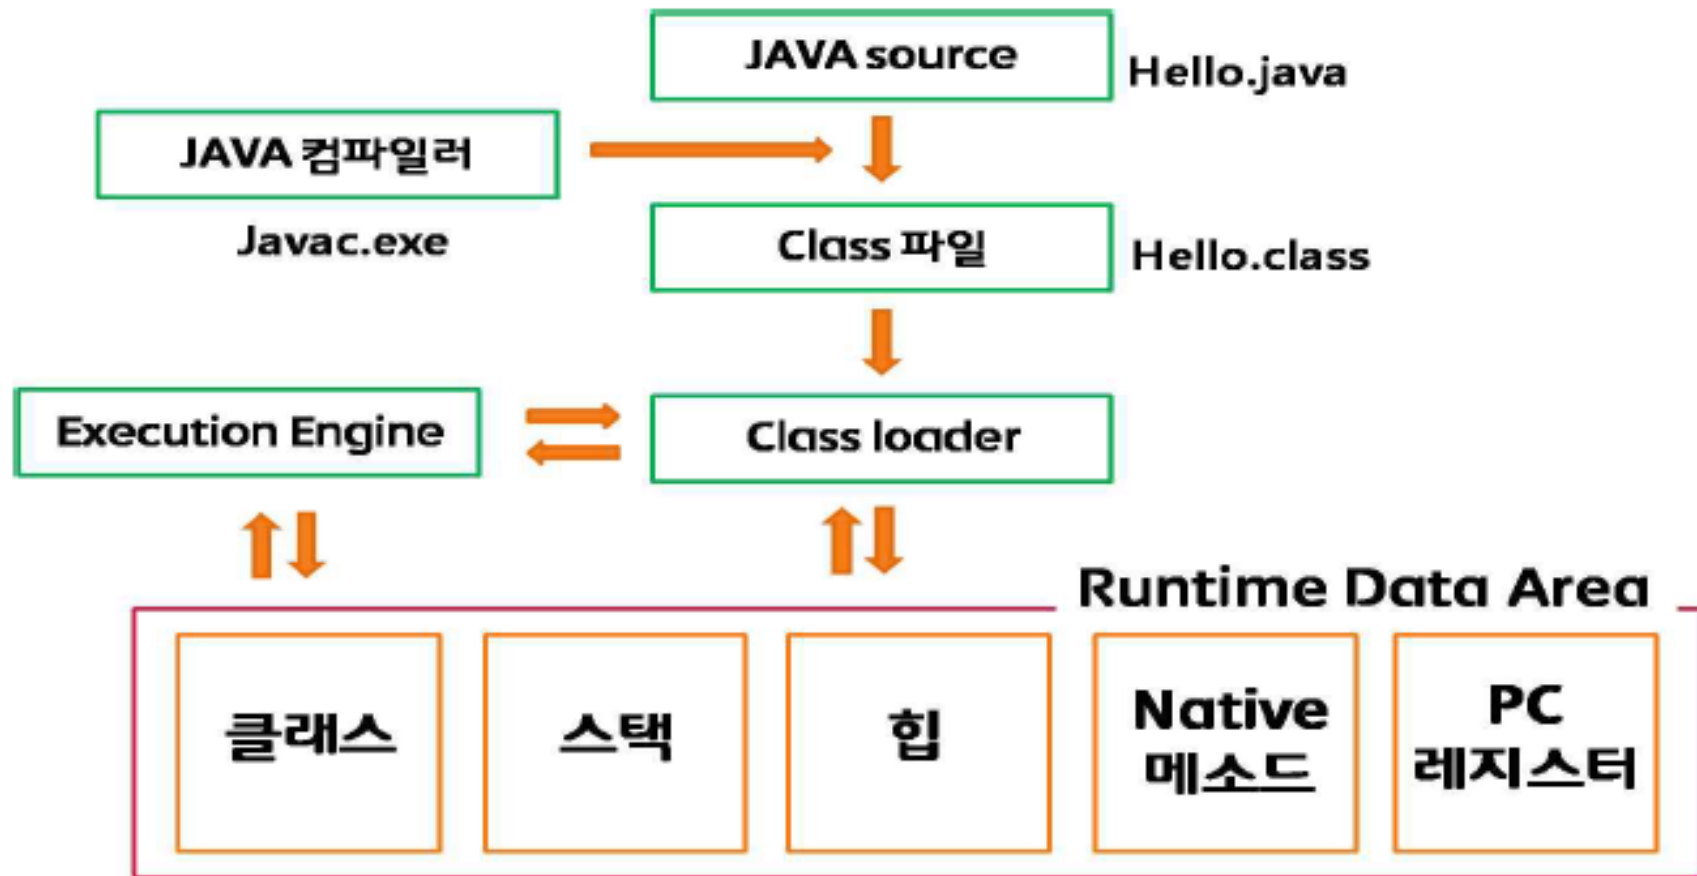 JAVA source
Hello.java
JAVA 컴파일러
Javac.exe
Class 파일
Hello.class
Execution Engine
Class loader
Runtime Data Area
클래스
스택
힙
Native
메소드
PC
레지스터